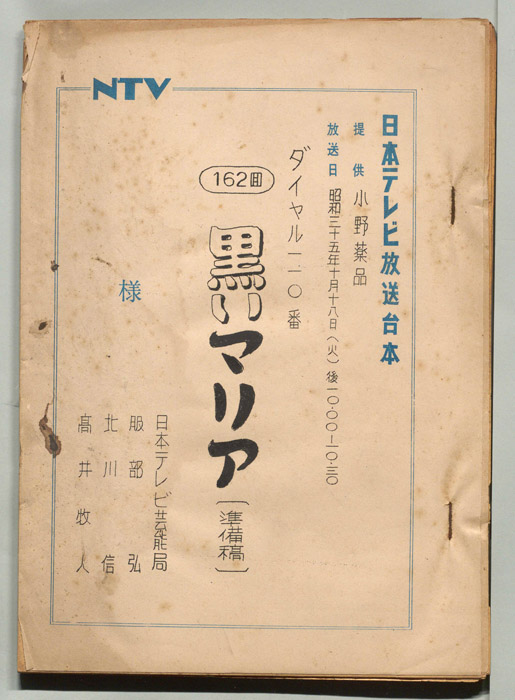 NTV
日本テレビ放送台本
提供 小野薬品
放送日 昭和三十五年十月十八日（火）後一〇・〇〇―一〇・三〇
ダイヤル一一〇番
162回
黒いマリア
〔準備稿〕
様
日本テレビ芸能局
服部弘
北川信
高井牧人